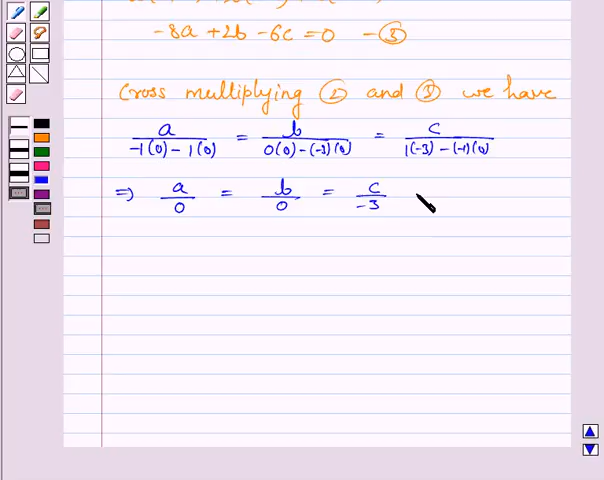 -8a + 2b - 6c = 0 - ③
Cross multiplying ② and ③ we have
a/(-1(0) - 1(0)) = b/(0(0) - (-3)(0)) = c/(1(-3) - (-1)(0))
⇒ a/0 = b/0 = c/-3